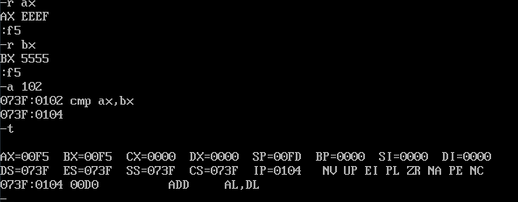 -r ax
AX EEEF
:f5
-r bx
BX 5555
:f5
-a 102
073F:0102 cmp ax,bx
073F:0104
-t
AX=00F5  BX=00F5  CX=0000  DX=0000  SP=00FD  BP=0000  SI=0000  DI=0000
DS=073F  ES=073F  SS=073F  CS=073F  IP=0104   NV UP EI PL ZR NA PE NC
073F:0104 00D0          ADD     AL,DL
-